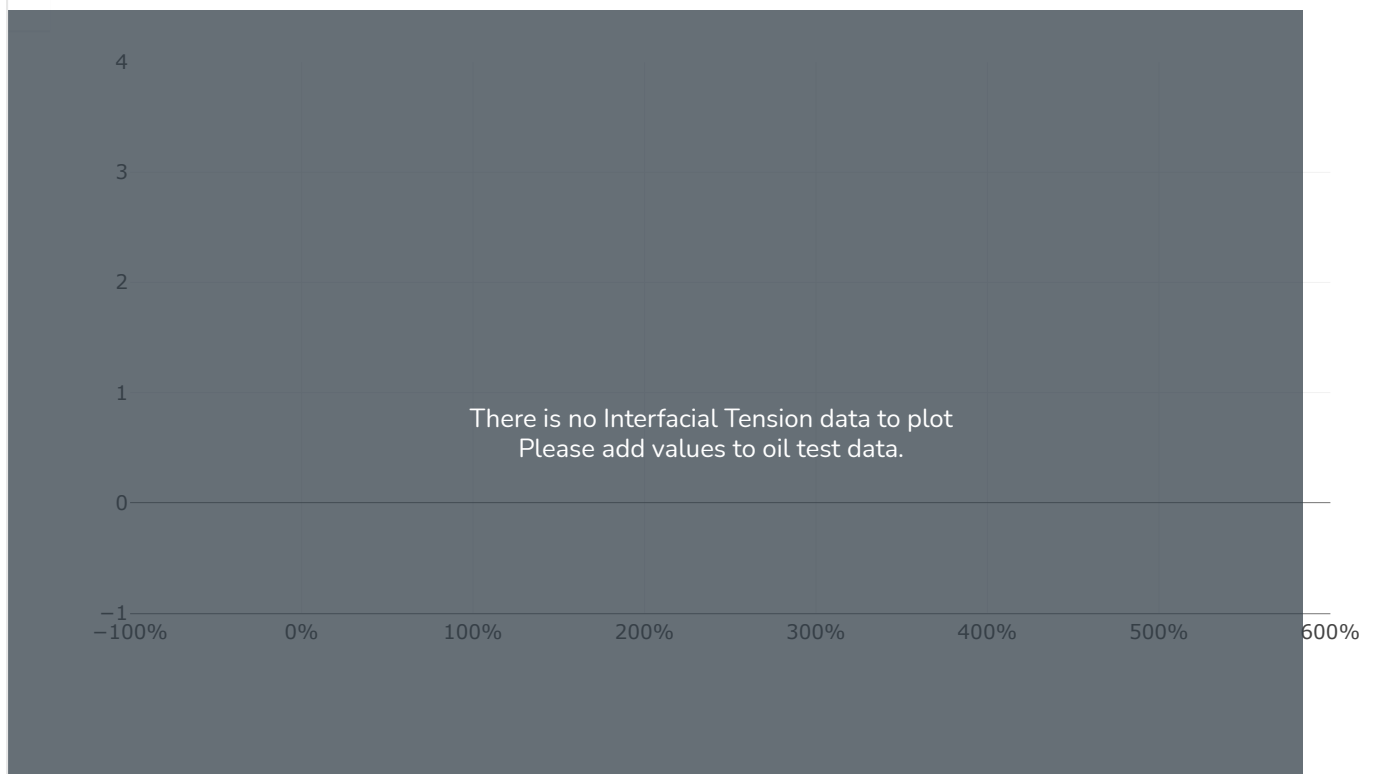 4
3
2
1
There is no Interfacial Tension data to plot
Please add values to oil test data.
0
−1
−100% 0% 100% 200% 300% 400% 500% 600%